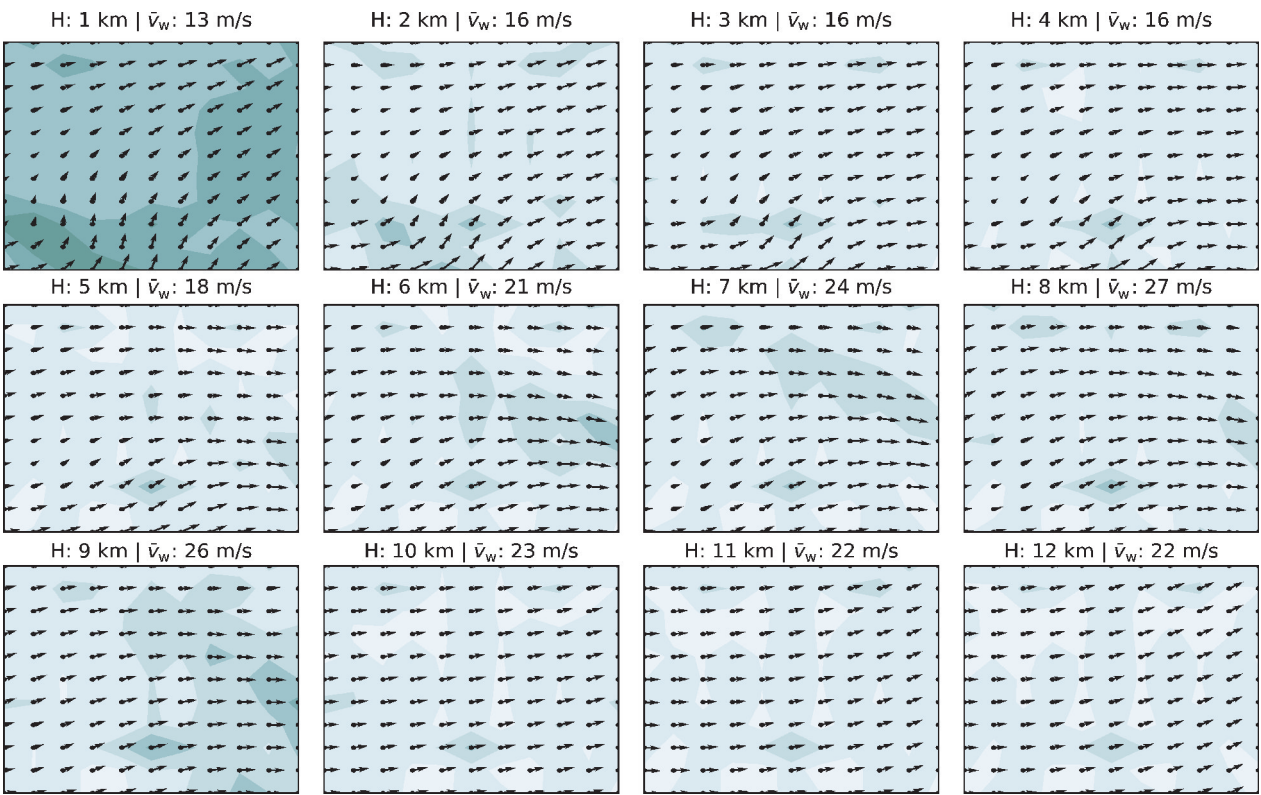 H: 1 km | v̄w: 13 m/s
H: 2 km | v̄w: 16 m/s
H: 3 km | v̄w: 16 m/s
H: 4 km | v̄w: 16 m/s
H: 5 km | v̄w: 18 m/s
H: 6 km | v̄w: 21 m/s
H: 7 km | v̄w: 24 m/s
H: 8 km | v̄w: 27 m/s
H: 9 km | v̄w: 26 m/s
H: 10 km | v̄w: 23 m/s
H: 11 km | v̄w: 22 m/s
H: 12 km | v̄w: 22 m/s